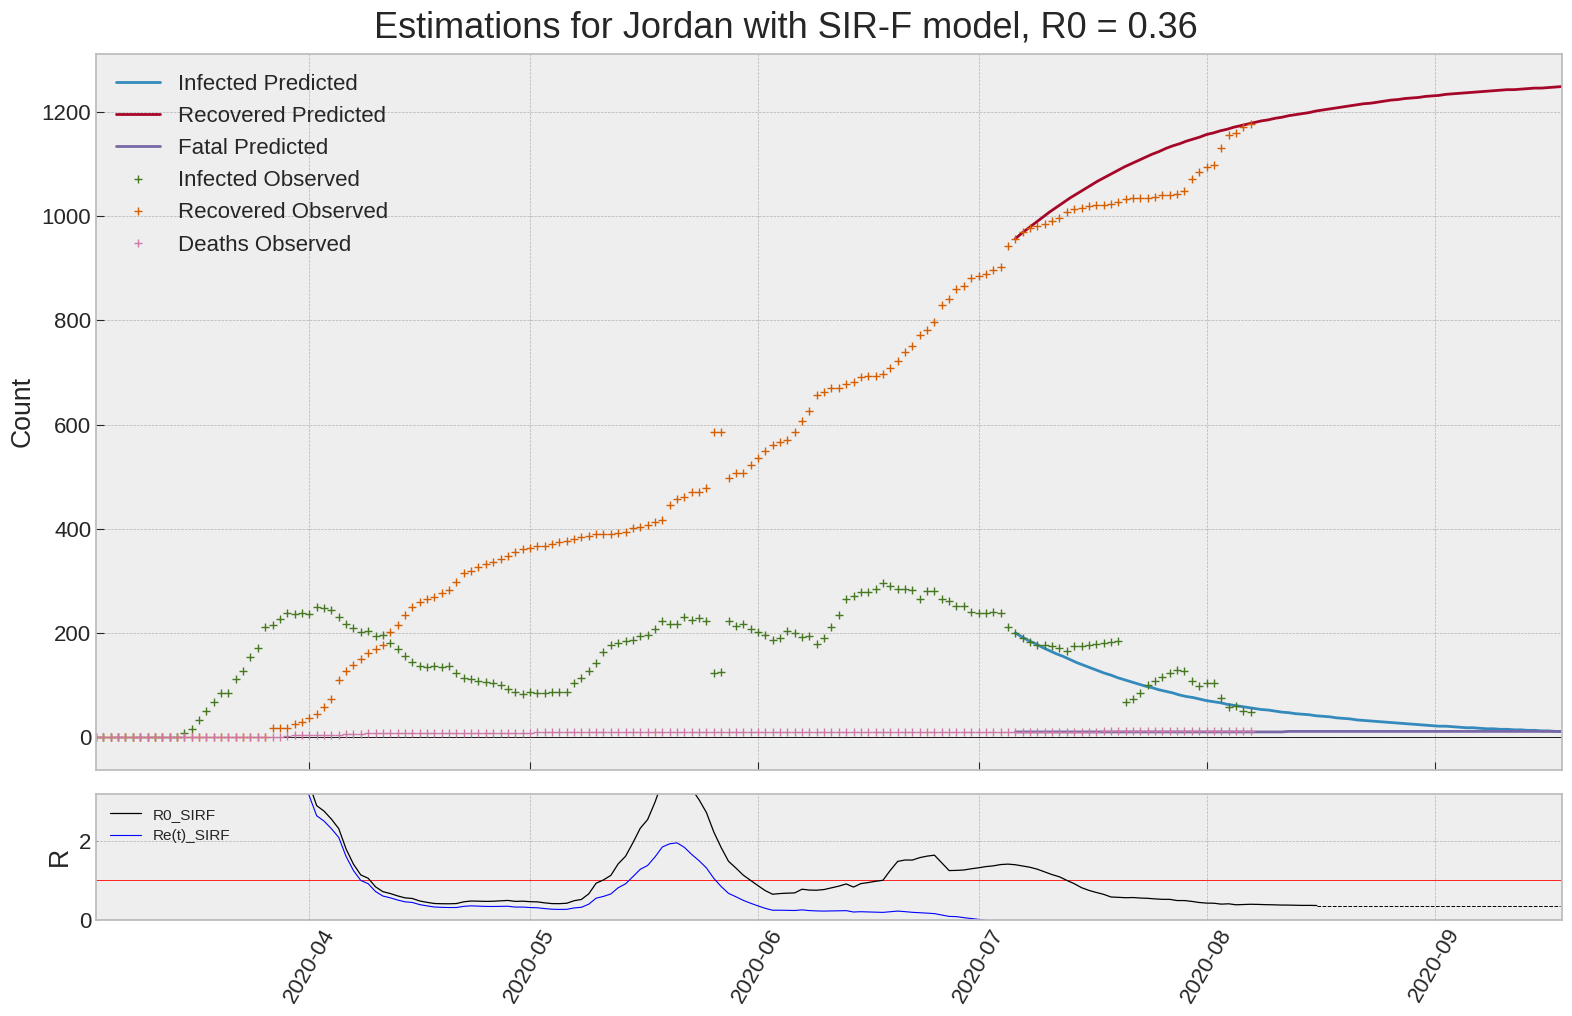 Estimations for Jordan with SIR-F model, R0 = 0.36
Infected Predicted
Recovered Predicted
Fatal Predicted
Infected Observed
Recovered Observed
Deaths Observed
1200
1000
800
600
400
200
0
Count
R0_SIRF
Re(t)_SIRF
2
0
R
2020-04
2020-05
2020-06
2020-07
2020-08
2020-09